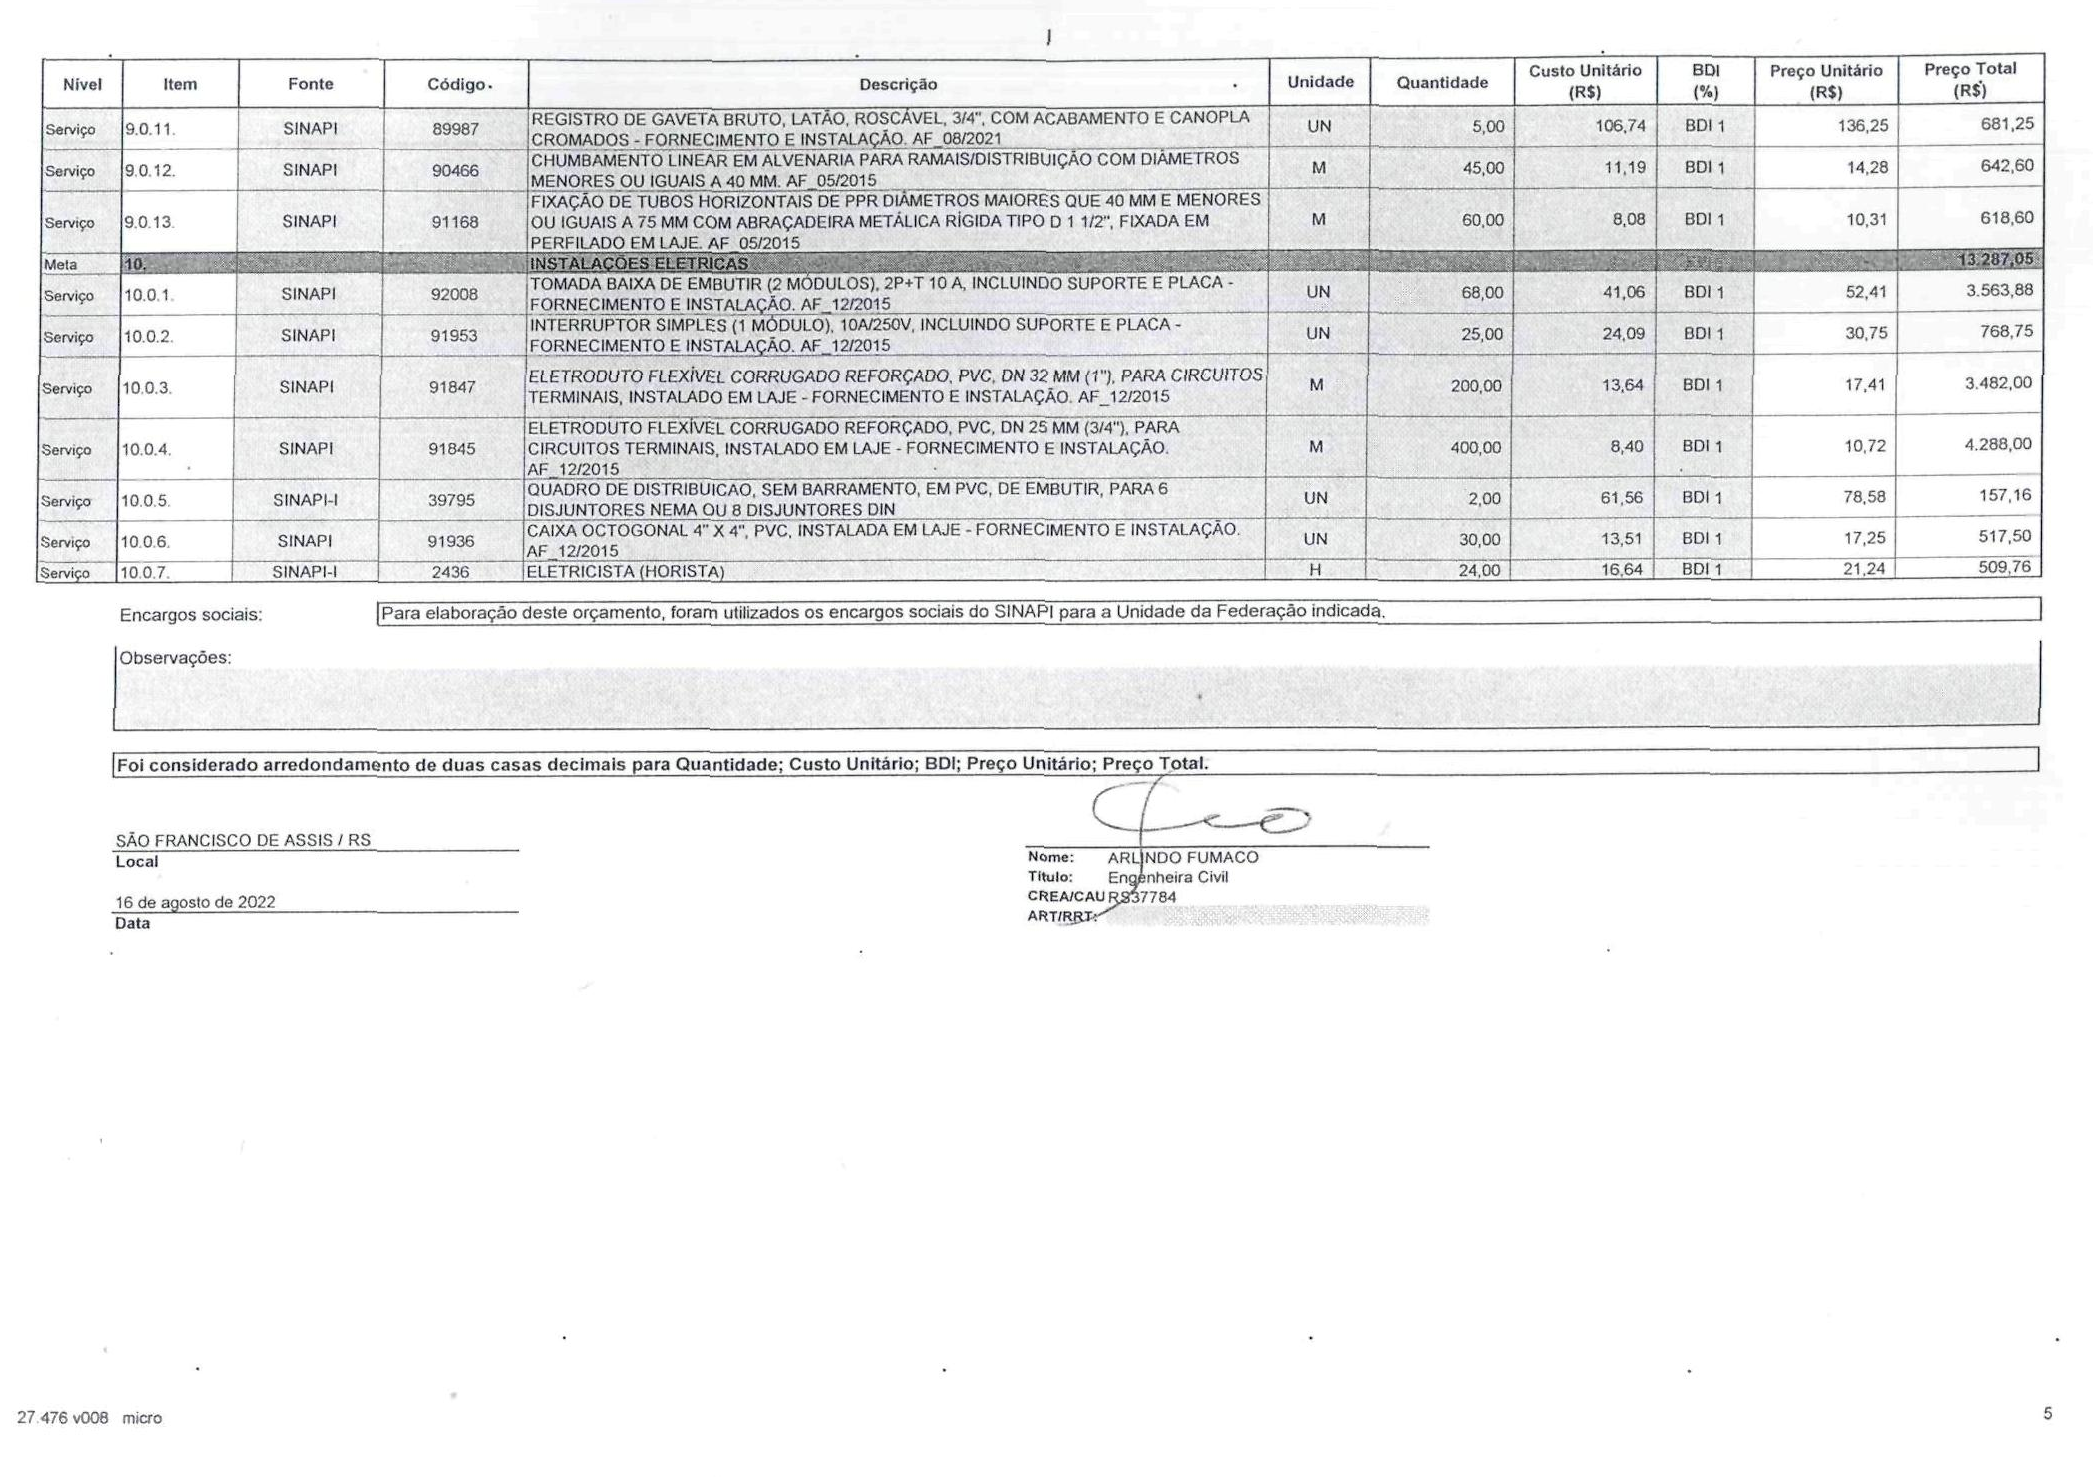 Nível Item Fonte Código Descrição Unidade Quantidade Custo Unitário (R$) BDI (%) Preço Unitário (R$) Preço Total (R$)
Serviço 9.0.11. SINAPI 89987 REGISTRO DE GAVETA BRUTO, LATÃO, ROSCÁVEL, 3/4", COM ACABAMENTO E CANOPLA UN 5,00 106,74 BDI 1 136,25 681,25
CROMADOS - FORNECIMENTO E INSTALAÇÃO. AF_08/2021
Serviço 9.0.12. SINAPI 90466 CHUMBAMENTO LINEAR EM ALVENARIA PARA RAMAIS/DISTRIBUIÇÃO COM DIÂMETROS M 45,00 11,19 BDI 1 14,28 642,60
MENORES OU IGUAIS A 40 MM. AF_05/2015
FIXAÇÃO DE TUBOS HORIZONTAIS DE PPR DIÂMETROS MAIORES QUE 40 MM E MENORES
Serviço 9.0.13. SINAPI 91168 OU IGUAIS A 75 MM COM ABRAÇADEIRA METÁLICA RÍGIDA TIPO D 1 1/2", FIXADA EM M 60,00 8,08 BDI 1 10,31 618,60
PERFILADO EM LAJE. AF_05/2015
Meta 10. INSTALAÇÕES ELETRICAS 13.287,05
Serviço 10.0.1. SINAPI 92008 TOMADA BAIXA DE EMBUTIR (2 MÓDULOS), 2P+T 10 A, INCLUINDO SUPORTE E PLACA - UN 68,00 41,06 BDI 1 52,41 3.563,88
FORNECIMENTO E INSTALAÇÃO. AF_12/2015
Serviço 10.0.2. SINAPI 91953 INTERRUPTOR SIMPLES (1 MÓDULO), 10A/250V, INCLUINDO SUPORTE E PLACA - UN 25,00 24,09 BDI 1 30,75 768,75
FORNECIMENTO E INSTALAÇÃO. AF_12/2015
Serviço 10.0.3. SINAPI 91847 ELETRODUTO FLEXÍVEL CORRUGADO REFORÇADO, PVC, DN 32 MM (1"), PARA CIRCUITOS M 200,00 13,64 BDI 1 17,41 3.482,00
TERMINAIS, INSTALADO EM LAJE - FORNECIMENTO E INSTALAÇÃO. AF_12/2015
ELETRODUTO FLEXÍVEL CORRUGADO REFORÇADO, PVC, DN 25 MM (3/4"), PARA
Serviço 10.0.4. SINAPI 91845 CIRCUITOS TERMINAIS, INSTALADO EM LAJE - FORNECIMENTO E INSTALAÇÃO. M 400,00 8,40 BDI 1 10,72 4.288,00
AF_12/2015
Serviço 10.0.5. SINAPI-I 39795 QUADRO DE DISTRIBUICAO, SEM BARRAMENTO, EM PVC, DE EMBUTIR, PARA 6 UN 2,00 61,56 BDI 1 78,58 157,16
DISJUNTORES NEMA OU 8 DISJUNTORES DIN
Serviço 10.0.6. SINAPI 91936 CAIXA OCTOGONAL 4" X 4", PVC, INSTALADA EM LAJE - FORNECIMENTO E INSTALAÇÃO. UN 30,00 13,51 BDI 1 17,25 517,50
AF_12/2015
Serviço 10.0.7. SINAPI-I 2436 ELETRICISTA (HORISTA) H 24,00 16,64 BDI 1 21,24 509,76
Encargos sociais: Para elaboração deste orçamento, foram utilizados os encargos sociais do SINAPI para a Unidade da Federação indicada.
Observações:
Foi considerado arredondamento de duas casas decimais para Quantidade; Custo Unitário; BDI; Preço Unitário; Preço Total.
SÃO FRANCISCO DE ASSIS / RS
Local
16 de agosto de 2022
Data
Nome: ARLINDO FUMACO
Título: Engenheira Civil
CREA/CAU RS37784
ART/RRT:
27.476 v008 micro 5